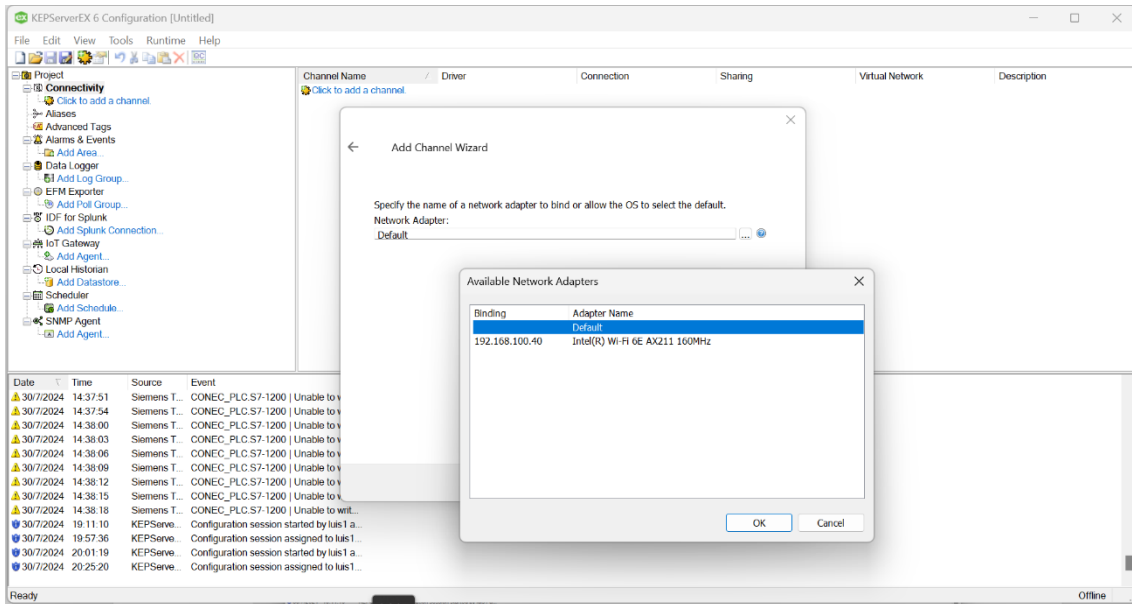 KEPServerEX 6 Configuration [Untitled]
File Edit View Tools Runtime Help
Project
Connectivity
Click to add a channel.
Aliases
Advanced Tags
Alarms & Events
Add Area...
Data Logger
Add Log Group...
EFM Exporter
Add Poll Group...
IDF for Splunk
Add Splunk Connection...
IoT Gateway
Add Agent...
Local Historian
Add Datastore...
Scheduler
Add Schedule...
SNMP Agent
Add Agent...
Channel Name Driver Connection Sharing Virtual Network Description
Click to add a channel.
Add Channel Wizard
Specify the name of a network adapter to bind or allow the OS to select the default.
Network Adapter:
Default
...
Available Network Adapters
Binding Adapter Name
Default
192.168.100.40 Intel(R) Wi-Fi 6E AX211 160MHz
OK Cancel
Date Time Source Event
30/7/2024 14:37:51 Siemens T... CONEC_PLC.S7-1200 | Unable to w
30/7/2024 14:37:54 Siemens T... CONEC_PLC.S7-1200 | Unable to w
30/7/2024 14:38:00 Siemens T... CONEC_PLC.S7-1200 | Unable to w
30/7/2024 14:38:03 Siemens T... CONEC_PLC.S7-1200 | Unable to w
30/7/2024 14:38:06 Siemens T... CONEC_PLC.S7-1200 | Unable to w
30/7/2024 14:38:09 Siemens T... CONEC_PLC.S7-1200 | Unable to w
30/7/2024 14:38:12 Siemens T... CONEC_PLC.S7-1200 | Unable to w
30/7/2024 14:38:15 Siemens T... CONEC_PLC.S7-1200 | Unable to w
30/7/2024 14:38:18 Siemens T... CONEC_PLC.S7-1200 | Unable to writ...
30/7/2024 19:11:10 KEPServe... Configuration session started by luis1 a...
30/7/2024 19:57:36 KEPServe... Configuration session assigned to luis1...
30/7/2024 20:01:19 KEPServe... Configuration session started by luis1 a...
30/7/2024 20:25:20 KEPServe... Configuration session assigned to luis1...
Ready Offline